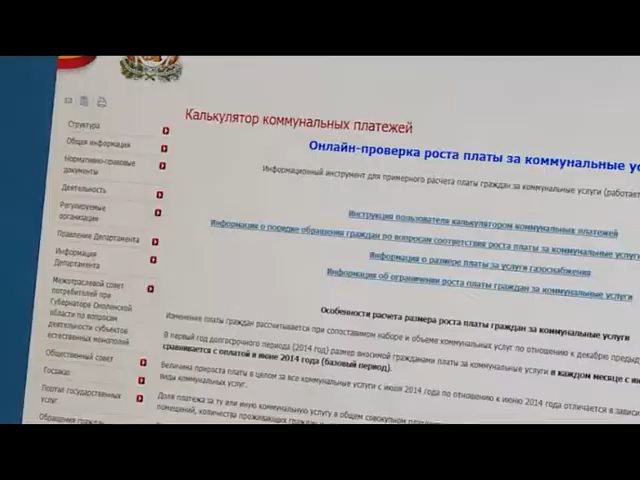 Структура
Общая информация
Нормативно-правовые
документы
Деятельность
Регулируемые
организации
Правление Департамента
Информация
Департамента
Межотраслевой совет
потребителей при
Губернаторе Смоленской
области по вопросам
деятельности субъектов
естественных монополий
Общественный совет
Госзаказ
Портал государственных
услуг
Обращения граждан
Калькулятор коммунальных платежей
Онлайн-проверка роста платы за коммунальные ус
Информационный инструмент для примерного расчета платы граждан за коммунальные услуги (работает
Инструкция пользователя калькулятором коммунальных платежей
Информация о порядке обращения граждан по вопросам соответствия роста платы за коммунальные услуги
Информация о размере платы за услуги газоснабжения
Информация об ограничении роста платы граждан за коммунальные услуги
Особенности расчета размера роста платы граждан за коммунальные услуги
Изменение платы граждан рассчитывается при сопоставимом наборе и объеме коммунальных услуг по отношению к декабрю предыд
В первый год долгосрочного периода (2014 год) размер вносимой гражданами платы за коммунальные услуги в каждом месяце с ию
сравнивается с оплатой в июне 2014 года (базовый период).
Величина прироста платы в целом за все коммунальные услуги с июля 2014 года по отношению к июню 2014 года отличается в зависи
виды коммунальных услуг.
Доля платежа за ту или иную коммунальную услугу в общем совокупном платеже
помещений, количества проживающих граждан